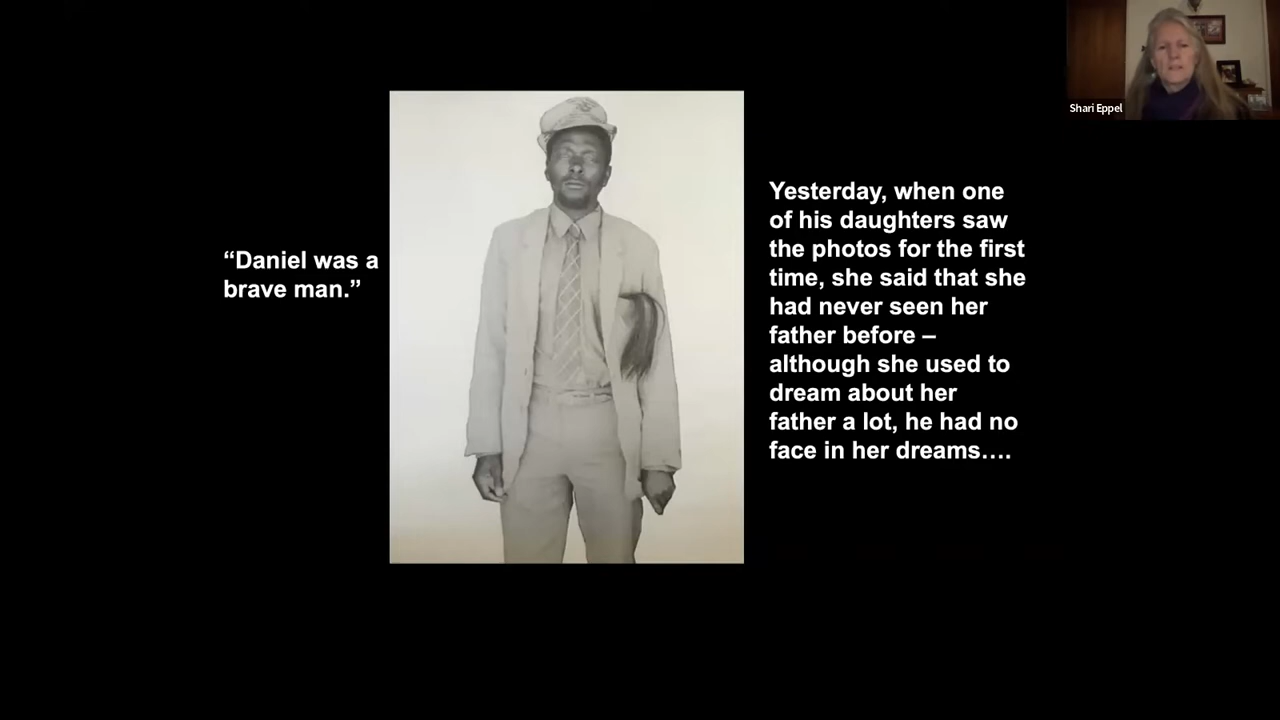 Shari Eppel
“Daniel was a
brave man.”
Yesterday, when one
of his daughters saw
the photos for the first
time, she said that she
had never seen her
father before –
although she used to
dream about her
father a lot, he had no
face in her dreams….